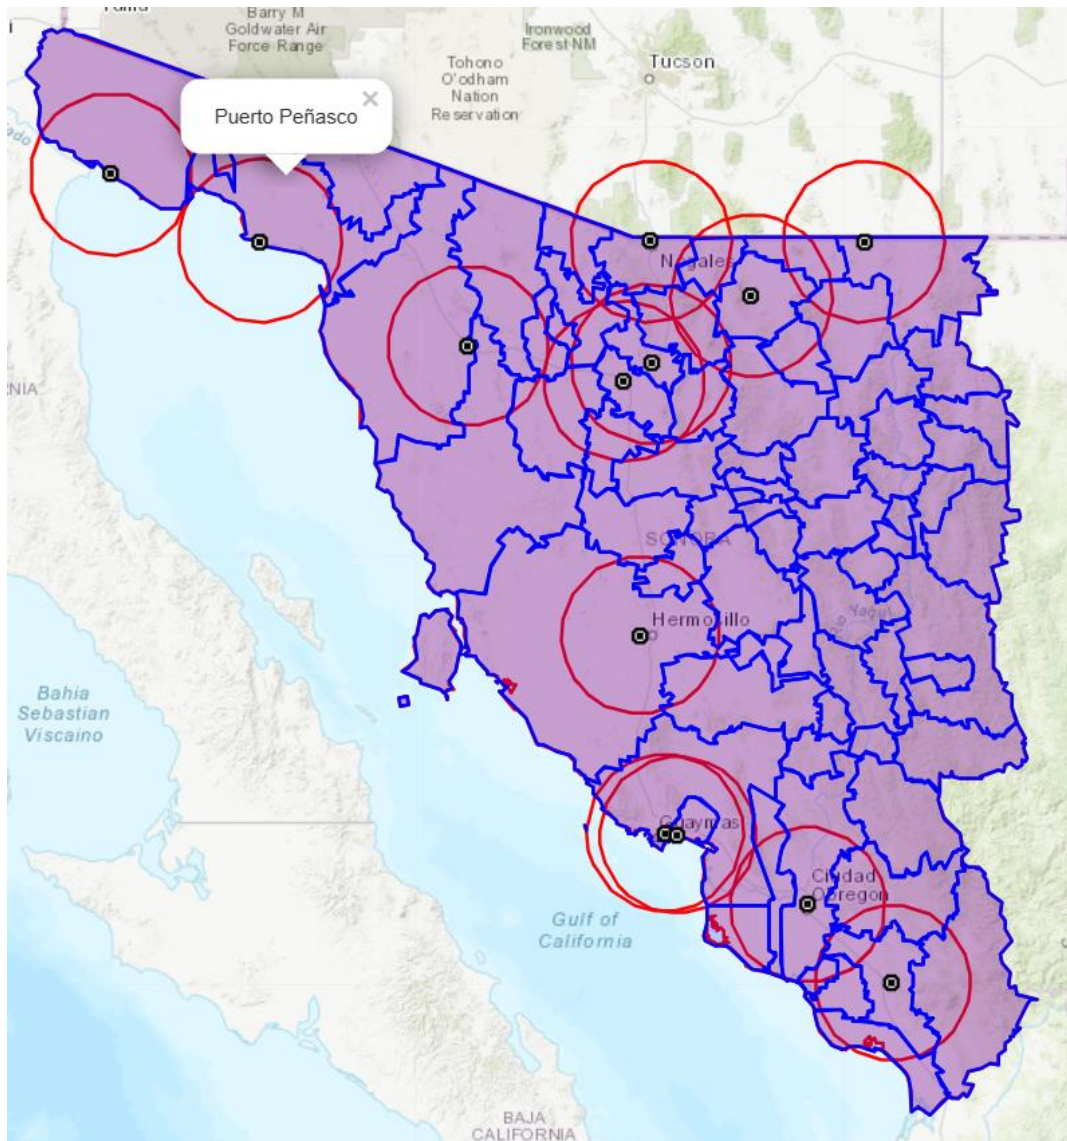 Barry M
Goldwater Air
Force Range
Ironwood
Forest NM
Tucson
Tohono
O'odham
Nation
Reservation
Puerto Peñasco
×
Nogales
SONORA
Hermosillo
Yaqui
Bahia
Sebastian
Viscaino
Guaymas
Ciudad
Obregon
Gulf of
California
BAJA
CALIFORNIA